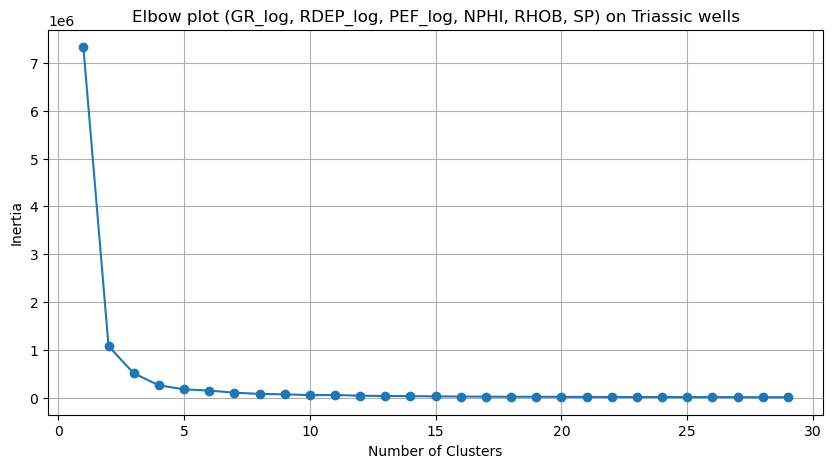 Elbow plot (GR_log, RDEP_log, PEF_log, NPHI, RHOB, SP) on Triassic wells
1e6
7
6
5
4
3
2
1
0
Inertia
0 5 10 15 20 25 30
Number of Clusters